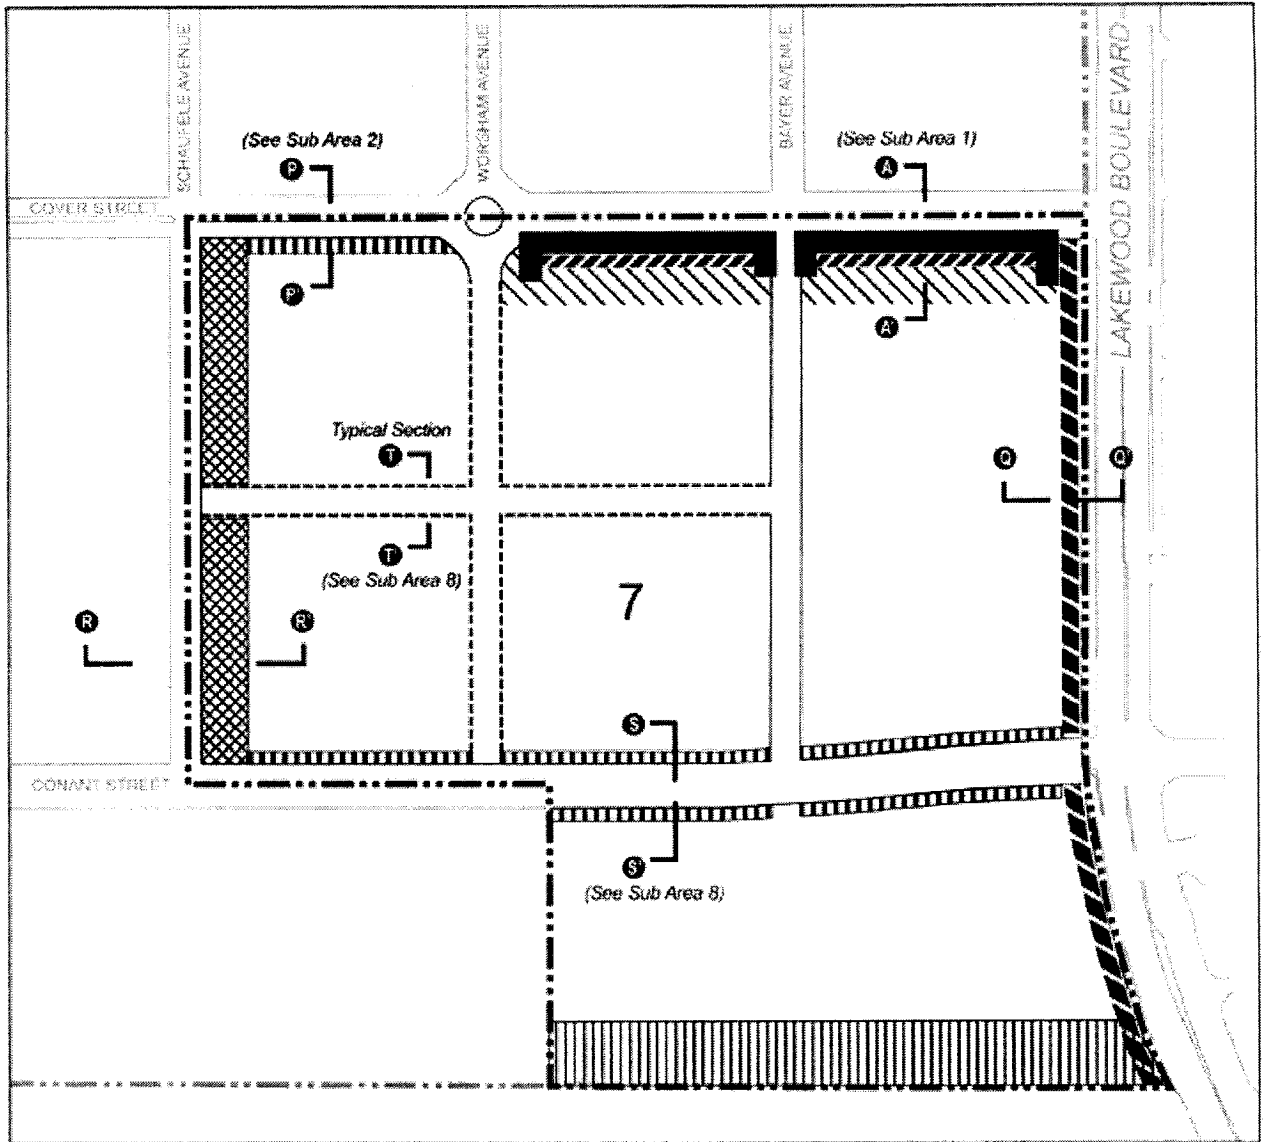 SCHAUFELE AVENUE
WORSHAM AVENUE
BAYER AVENUE
LAKEWOOD BOULEVARD
(See Sub Area 2)
P
(See Sub Area 1)
A
COVER STREET
P'
A'
Typical Section
T
Q
Q'
T'
(See Sub Area 8)
7
R
R'
S
CONANT STREET
S'
(See Sub Area 8)